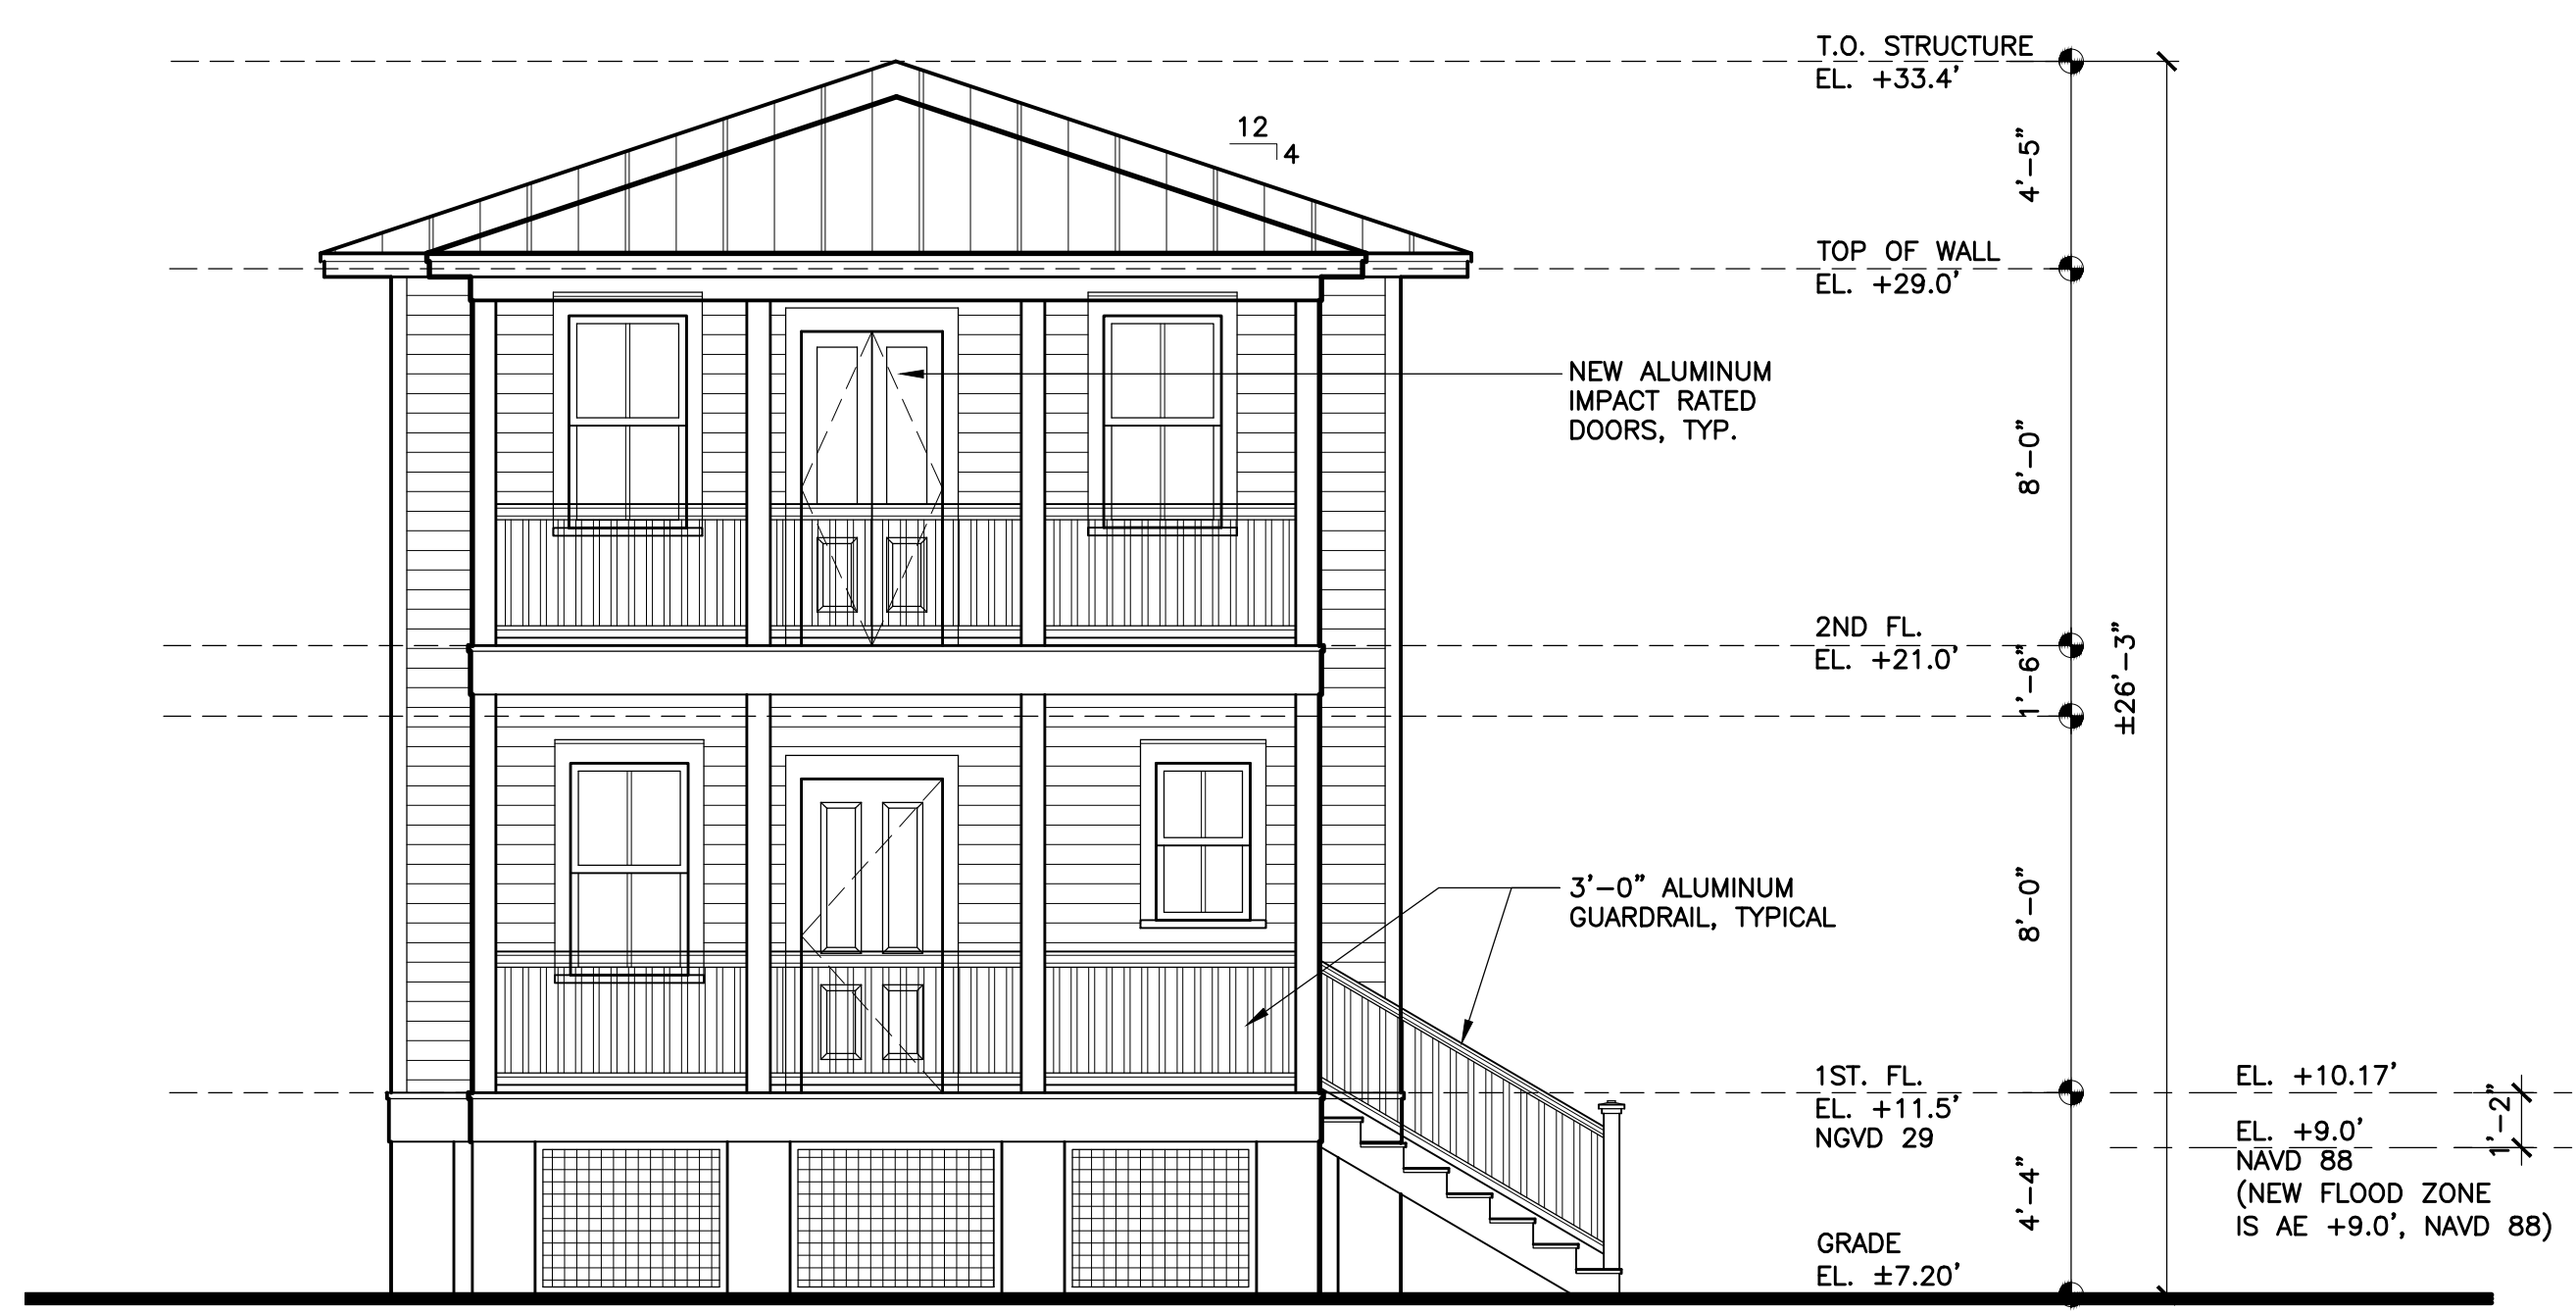 T.O. STRUCTURE
EL. +33.4'
12
4
4'-5"
TOP OF WALL
EL. +29.0'
NEW ALUMINUM
IMPACT RATED
DOORS, TYP.
8'-0"
2ND FL.
EL. +21.0'
1'-6"
±26'-3"
3'-0" ALUMINUM
GUARDRAIL, TYPICAL
8'-0"
1ST. FL.
EL. +11.5'
NGVD 29
EL. +10.17'
1'-2"
EL. +9.0'
NAVD 88
(NEW FLOOD ZONE
IS AE +9.0', NAVD 88)
4'-4"
GRADE
EL. ±7.20'